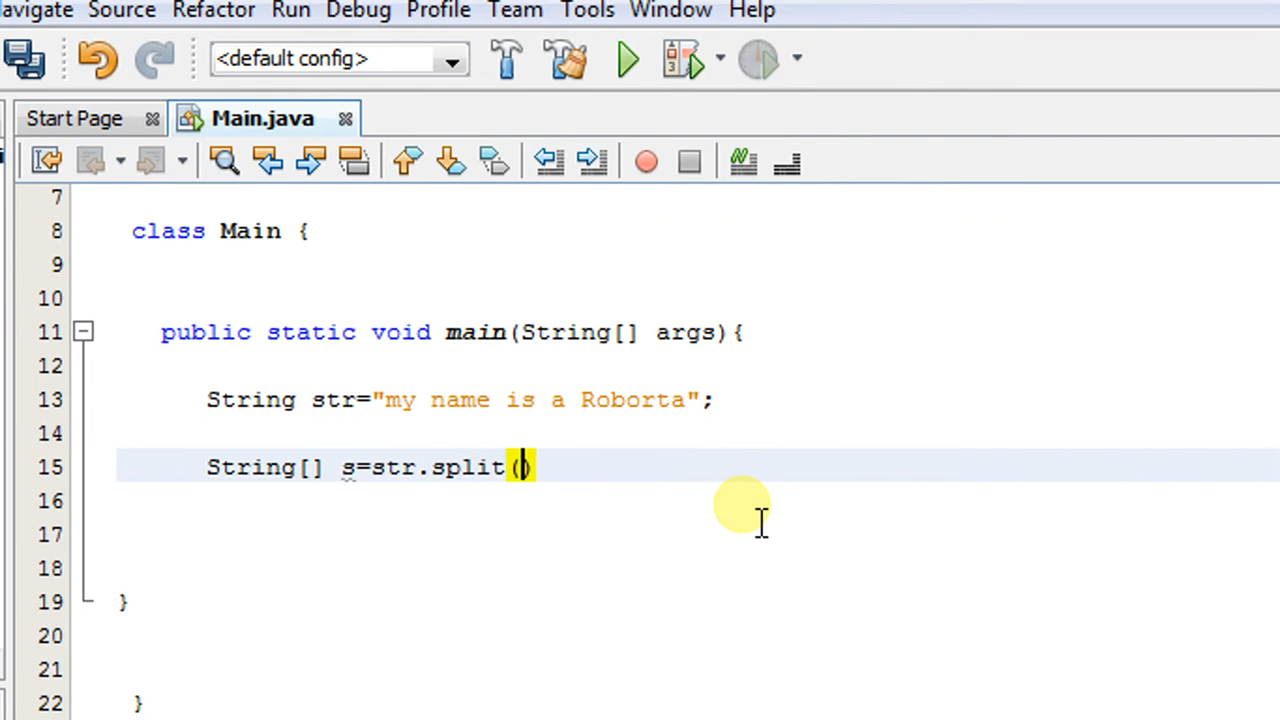 avigate Source Refactor Run Debug Profile Team Tools Window Help
<default config>
Start Page Main.java
7
8 class Main {
9
10
11 public static void main(String[] args){
12
13 String str="my name is a Roborta";
14
15 String[] s=str.split()
16
17
18
19 }
20
21
22 }